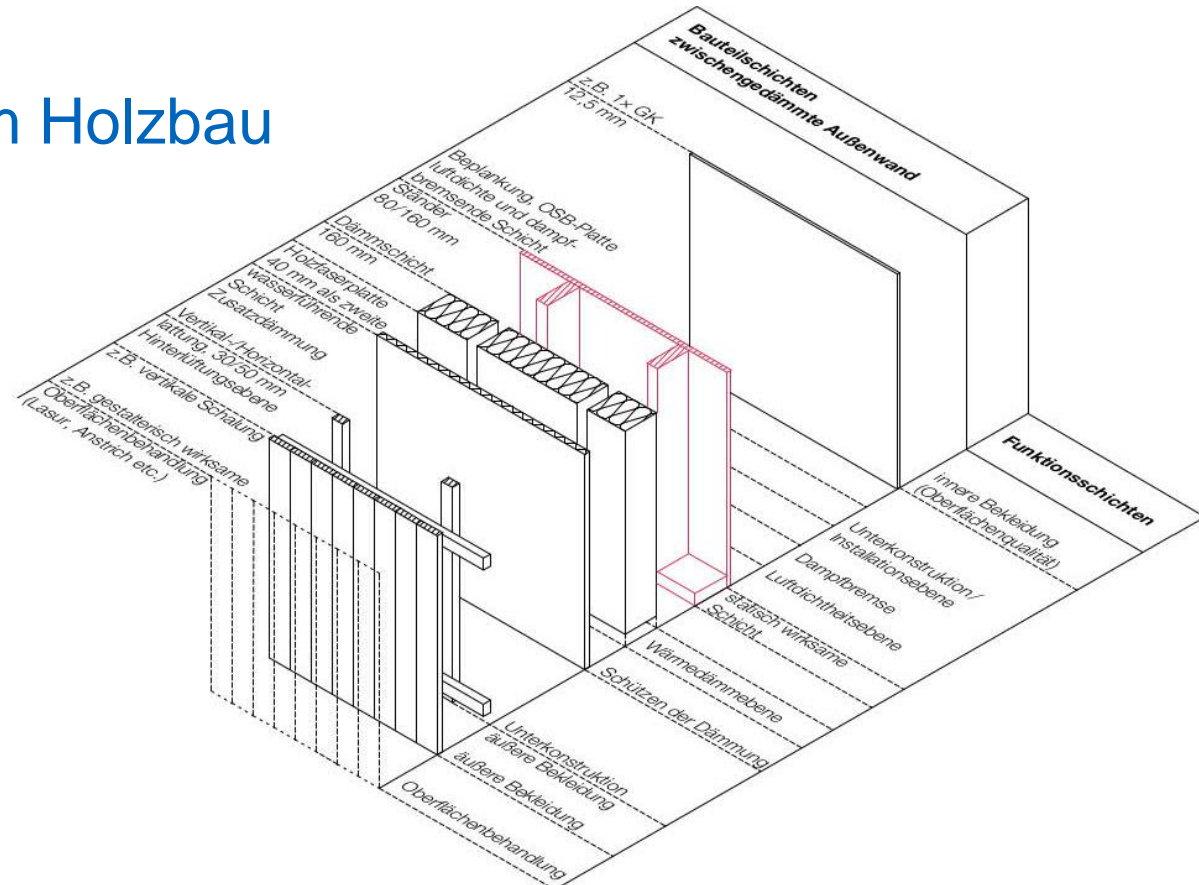 n Holzbau
Bauteilschichten
zwischengedämmte Außenwand
z.B. 1x GK
12,5 mm
Beplankung, OSB-Platte
luftdichte und dampf-
bremsende Schicht
Ständer
80/160 mm
Dämmschicht
160 mm
Holzfaserplatte
40 mm als zweite
wasserführende
Schicht
Zusatzdämmung
Vertikal-/Horizontal-
lattung, 30/50 mm
Hinterlüftungsebene
z.B. vertikale Schalung
z.B. gestalterisch wirksame
Oberflächenbehandlung
(Lasur, Anstrich etc.)
Funktionsschichten
innere Bekleidung
(Oberflächenqualität)
Unterkonstruktion/
Installationsebene
Dampfbremse
Luftdichtheitsebene
statisch wirksame
Schicht
Wärmedämmebene
Schützen der Dämmung
Unterkonstruktion
äußere Bekleidung
äußere Bekleidung
Oberflächenbehandlung